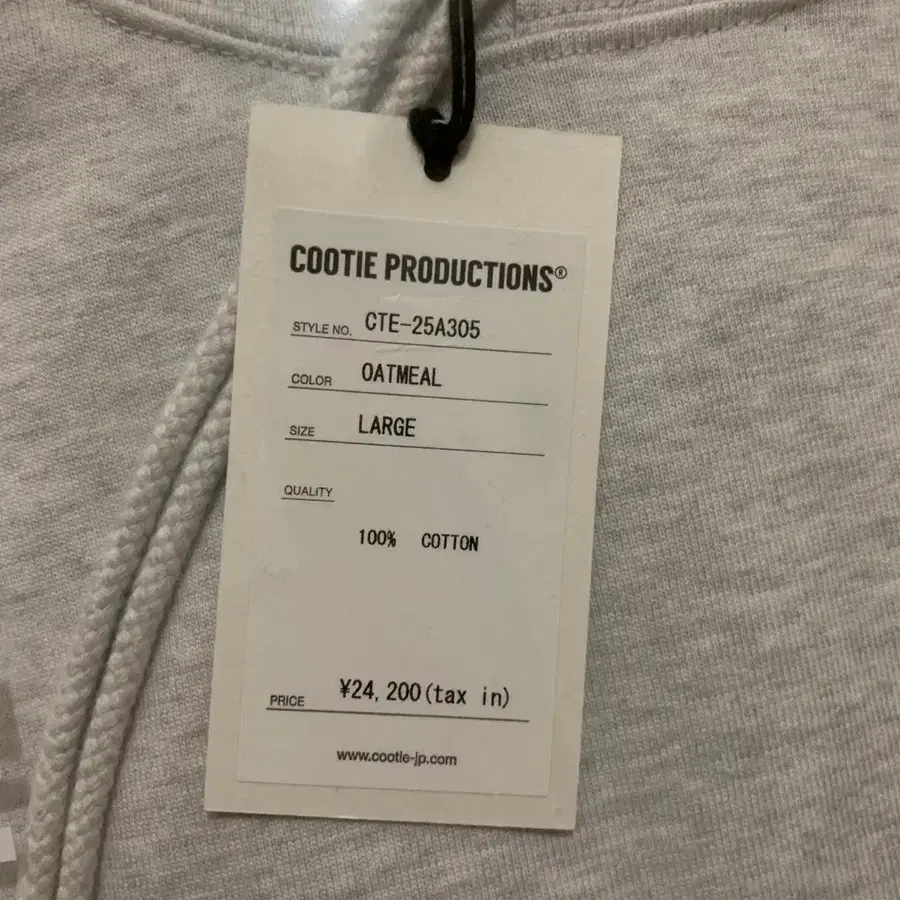 COOTIE PRODUCTIONS®
STYLE NO. CTE-25A305
COLOR OATMEAL
SIZE LARGE
QUALITY
100% COTTON
PRICE ¥24,200(tax in)
www.cootie-jp.com